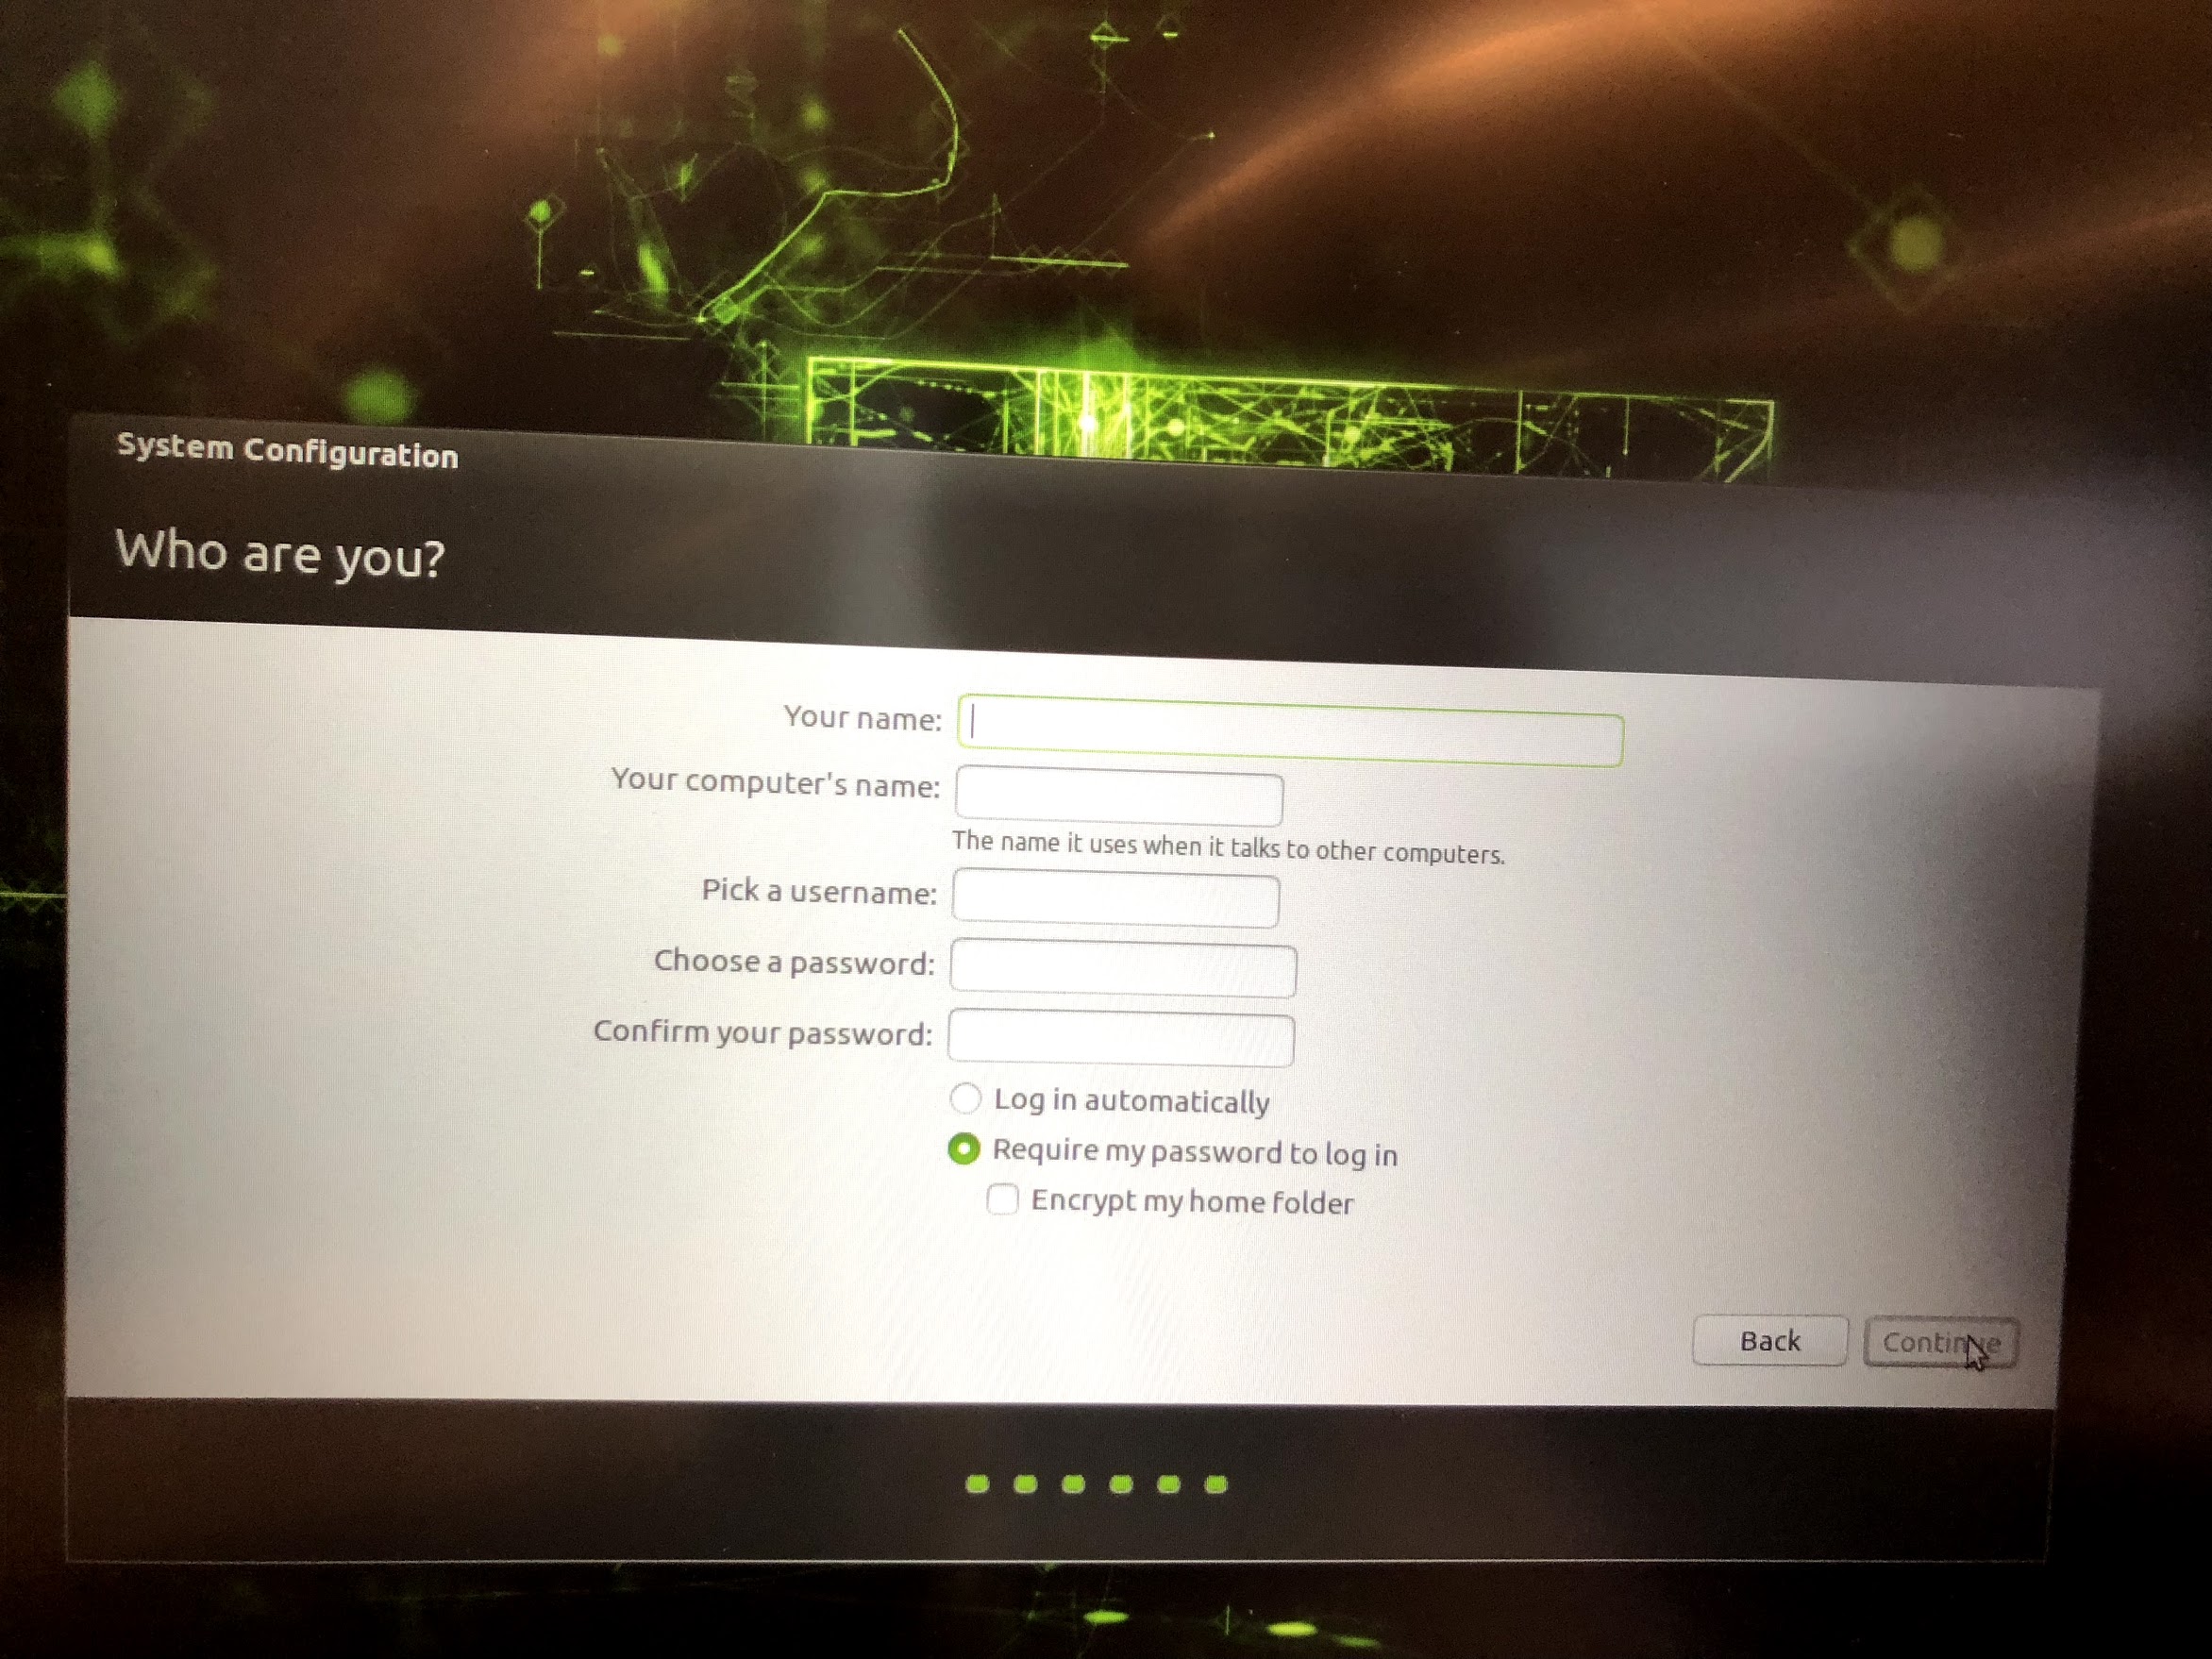 System Configuration
Who are you?
Your name:
Your computer's name:
The name it uses when it talks to other computers.
Pick a username:
Choose a password:
Confirm your password:
Log in automatically
Require my password to log in
Encrypt my home folder
Back Continue